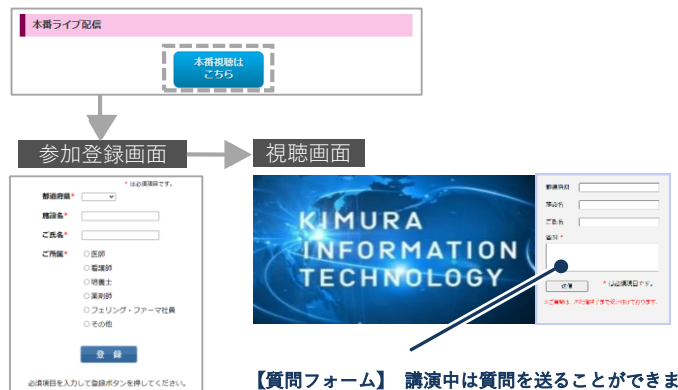 本番ライブ配信
本番視聴は
こちら
参加登録画面
視聴画面
* は必須項目です。
都道府県*
施設名*
ご氏名*
ご所属*
医師
看護師
培養士
薬剤師
フェリング・ファーマ社員
その他
登 録
必須項目を入力して登録ボタンを押してください。
KIMURA
INFORMATION
TECHNOLOGY
都道府県
施設名
ご氏名
質問 *
送信
* は必須項目です。
【質問フォーム】 講演中は質問を送ることができま